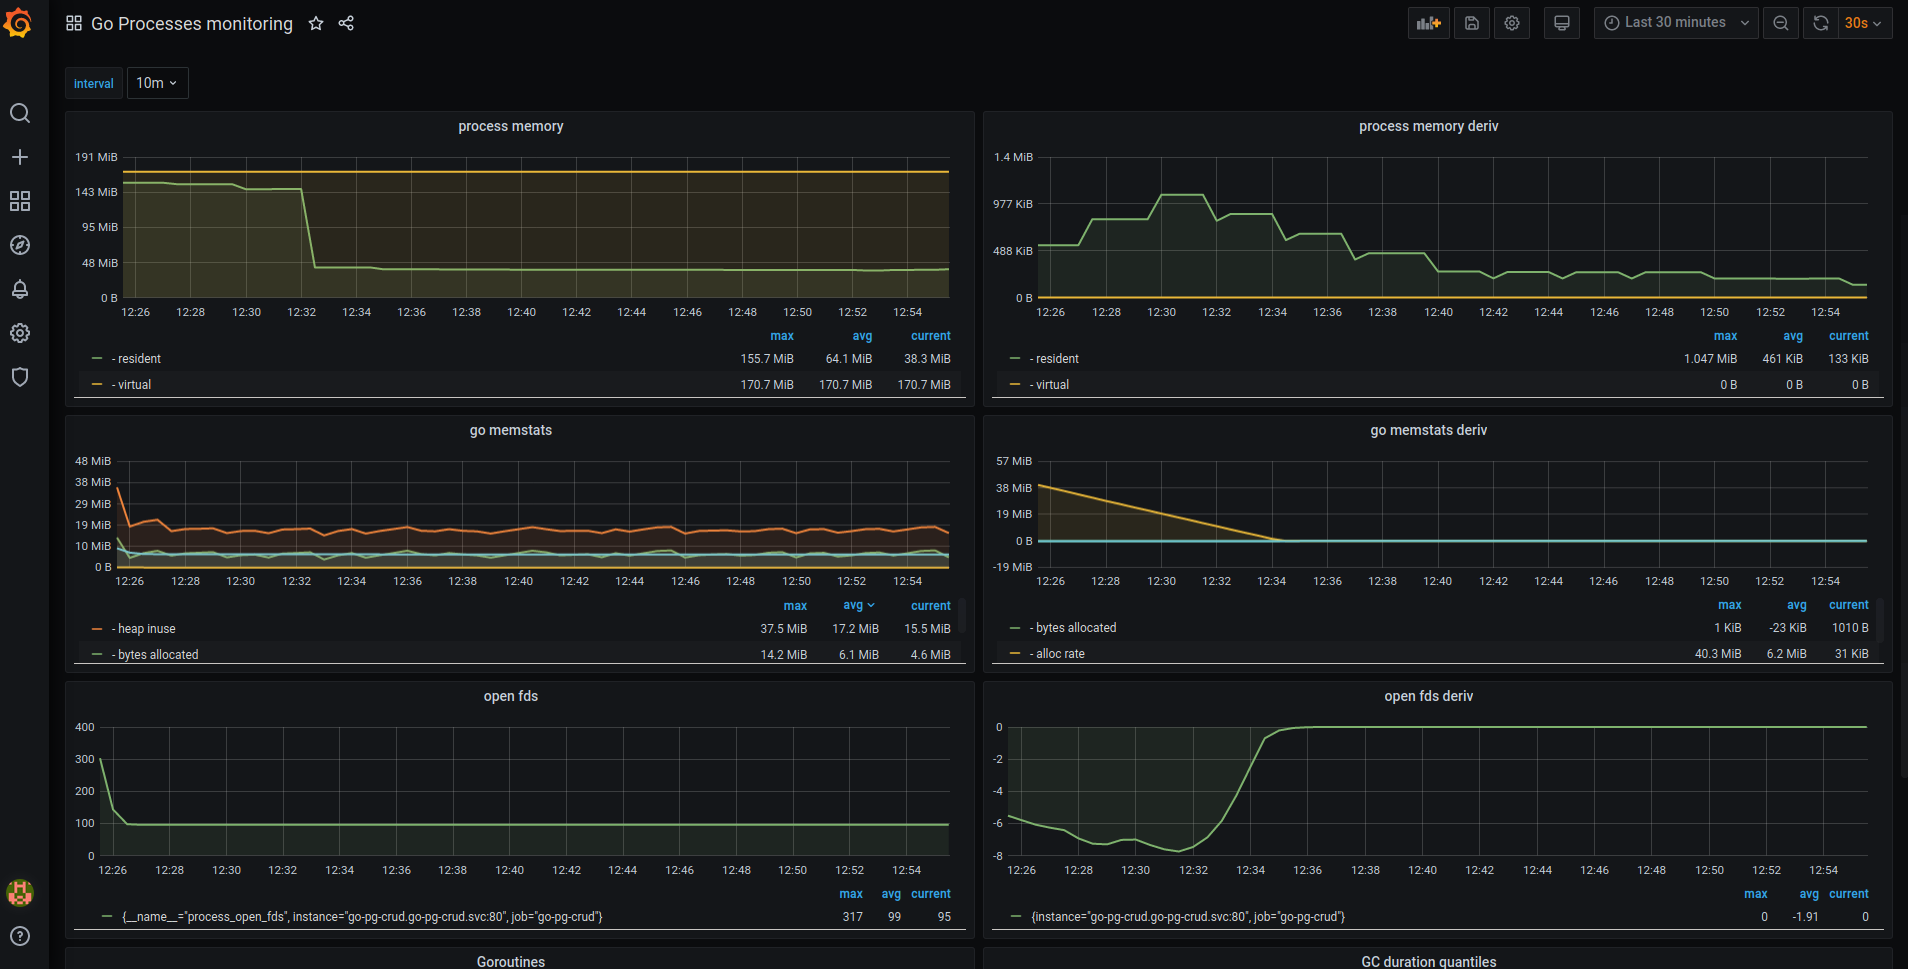 Go Processes monitoring
Last 30 minutes
30s
interval 10m
process memory
191 MiB
143 MiB
95 MiB
48 MiB
0 B
12:26 12:28 12:30 12:32 12:34 12:36 12:38 12:40 12:42 12:44 12:46 12:48 12:50 12:52 12:54
max avg current
- resident 155.7 MiB 64.1 MiB 38.3 MiB
- virtual 170.7 MiB 170.7 MiB 170.7 MiB
process memory deriv
1.4 MiB
977 KiB
488 KiB
0 B
12:26 12:28 12:30 12:32 12:34 12:36 12:38 12:40 12:42 12:44 12:46 12:48 12:50 12:52 12:54
max avg current
- resident 1.047 MiB 461 KiB 133 KiB
- virtual 0 B 0 B 0 B
go memstats
48 MiB
38 MiB
29 MiB
19 MiB
10 MiB
0 B
12:26 12:28 12:30 12:32 12:34 12:36 12:38 12:40 12:42 12:44 12:46 12:48 12:50 12:52 12:54
max avg current
- heap inuse 37.5 MiB 17.2 MiB 15.5 MiB
- bytes allocated 14.2 MiB 6.1 MiB 4.6 MiB
go memstats deriv
57 MiB
38 MiB
19 MiB
0 B
-19 MiB
12:26 12:28 12:30 12:32 12:34 12:36 12:38 12:40 12:42 12:44 12:46 12:48 12:50 12:52 12:54
max avg current
- bytes allocated 1 KiB -23 KiB 1010 B
- alloc rate 40.3 MiB 6.2 MiB 31 KiB
open fds
400
300
200
100
0
12:26 12:28 12:30 12:32 12:34 12:36 12:38 12:40 12:42 12:44 12:46 12:48 12:50 12:52 12:54
max avg current
{__name__="process_open_fds", instance="go-pg-crud.go-pg-crud.svc:80", job="go-pg-crud"} 317 99 95
open fds deriv
0
-2
-4
-6
-8
12:26 12:28 12:30 12:32 12:34 12:36 12:38 12:40 12:42 12:44 12:46 12:48 12:50 12:52 12:54
max avg current
{instance="go-pg-crud.go-pg-crud.svc:80", job="go-pg-crud"} 0 -1.91 0
Goroutines
GC duration quantiles